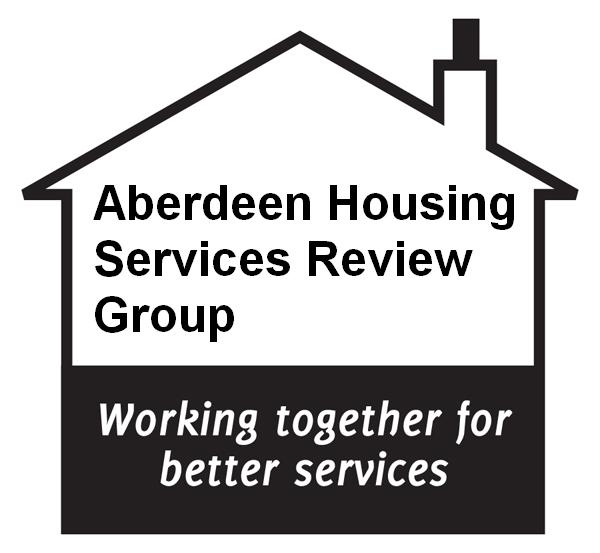 Aberdeen Housing
Services Review
Group
Working together for
better services